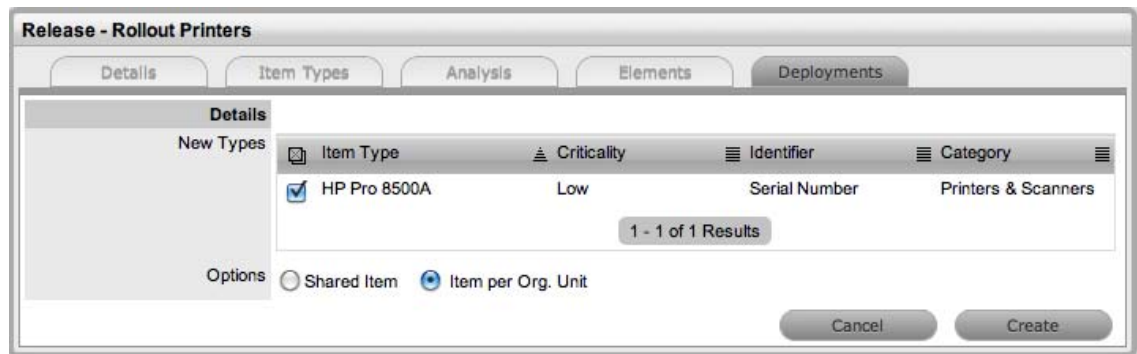 Release - Rollout Printers
Details Item Types Analysis Elements Deployments
Details
New Types
Item Type Criticality Identifier Category
HP Pro 8500A Low Serial Number Printers & Scanners
1 - 1 of 1 Results
Options Shared Item Item per Org. Unit
Cancel Create